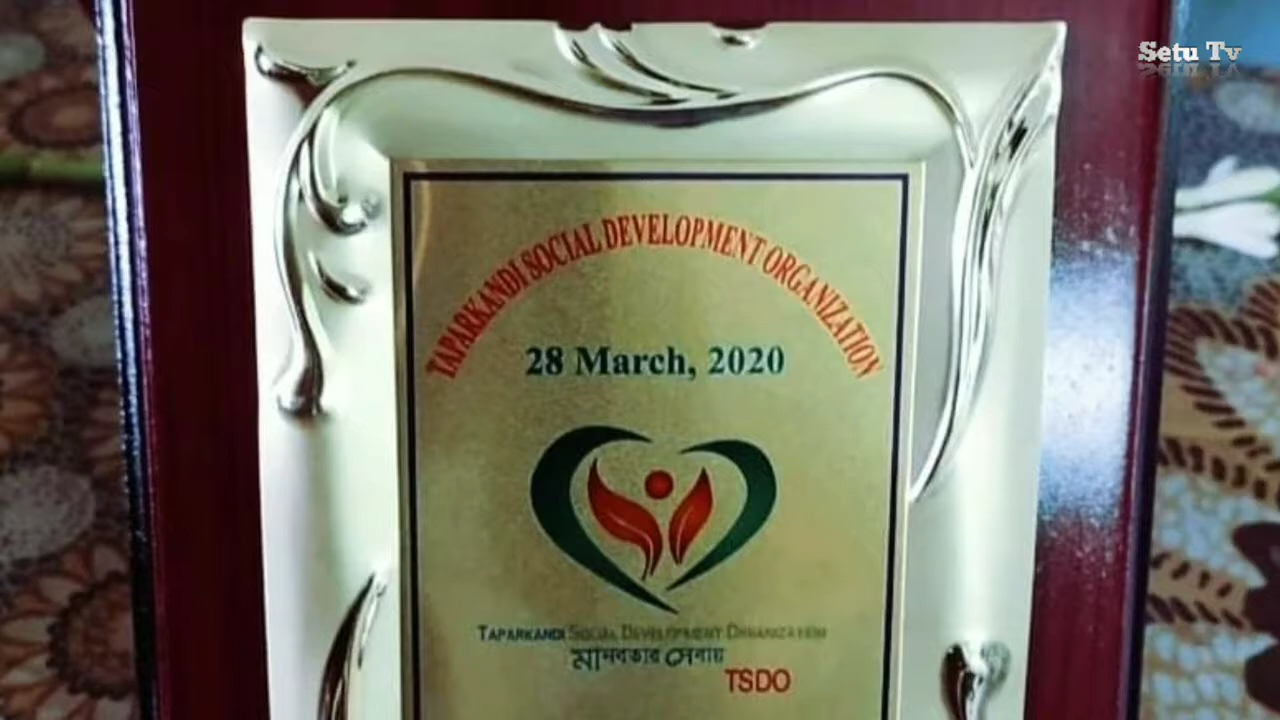 Setu Tv
TAPARKANDI SOCIAL DEVELOPMENT ORGANIZATION
28 March, 2020
TAPARKANDI SOCIAL DEVELOPMENT ORGANIZATION
মানবতার সেবায়
TSDO